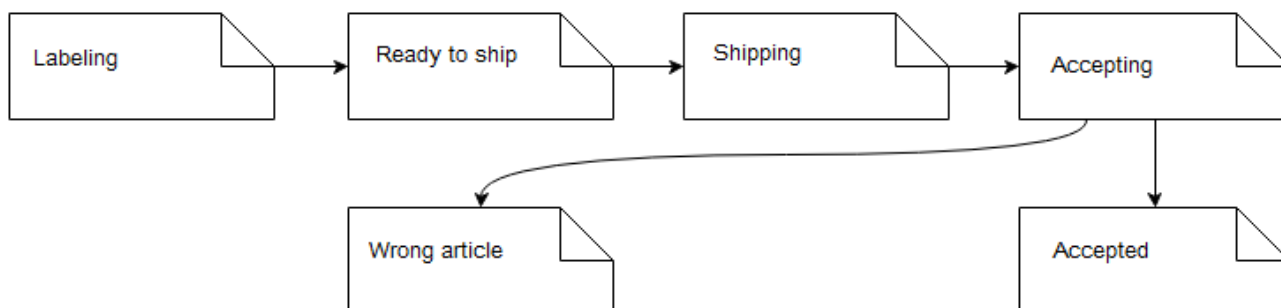 Labeling
Ready to ship
Shipping
Accepting
Wrong article
Accepted